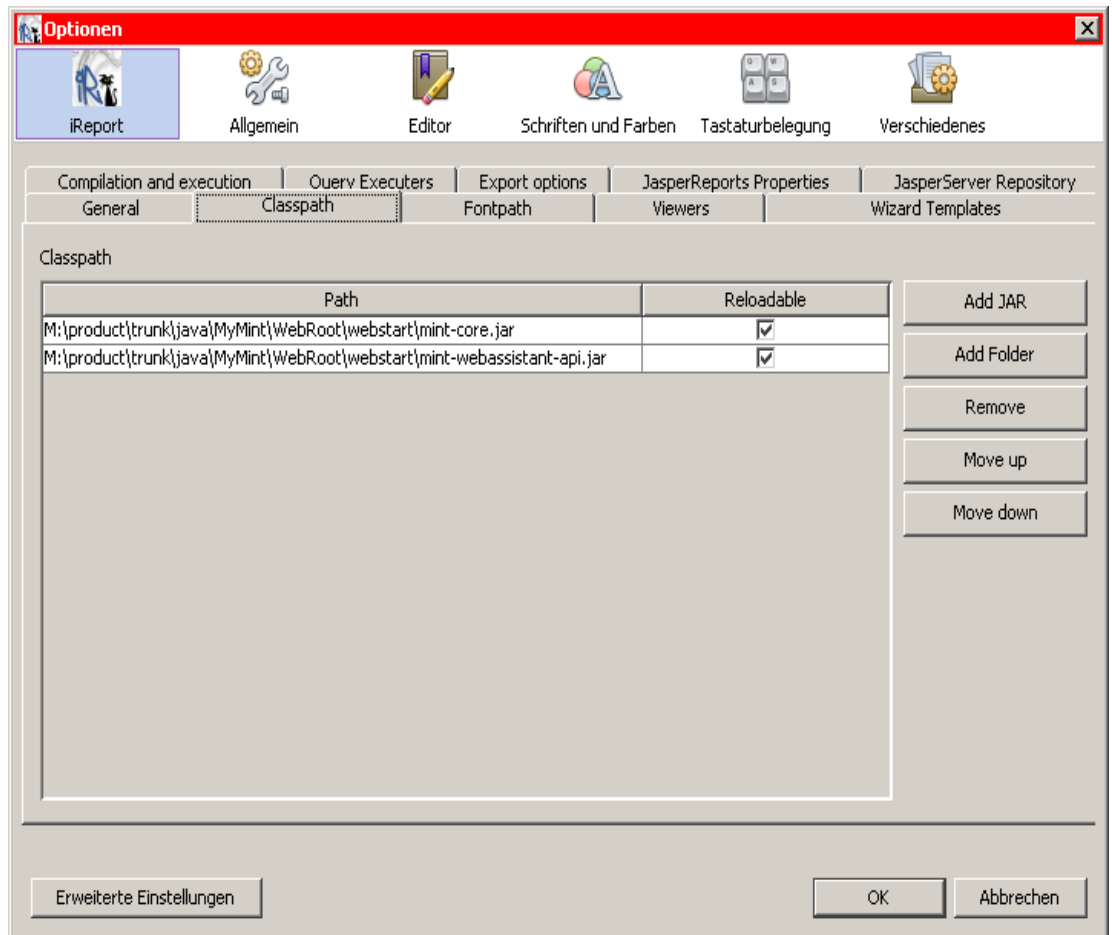 Optionen
iReport Allgemein Editor Schriften und Farben Tastaturbelegung Verschiedenes
Compilation and execution Query Executers Export options JasperReports Properties JasperServer Repository
General Classpath Fontpath Viewers Wizard Templates
Classpath
Path Reloadable
M:\product\trunk\java\MyMint\WebRoot\webstart\mint-core.jar
M:\product\trunk\java\MyMint\WebRoot\webstart\mint-webassistant-api.jar
Add JAR
Add Folder
Remove
Move up
Move down
Erweiterte Einstellungen OK Abbrechen